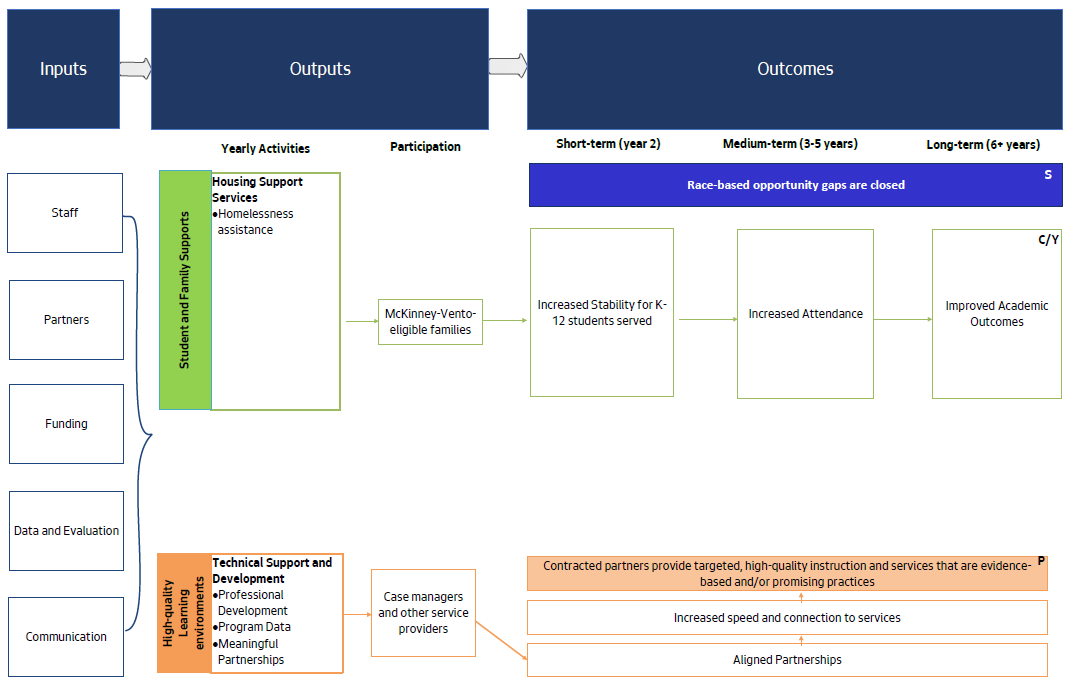 Inputs
Outputs
Outcomes
Yearly Activities
Participation
Short-term (year 2)
Medium-term (3-5 years)
Long-term (6+ years)
Race-based opportunity gaps are closed
S
Staff
Partners
Funding
Data and Evaluation
Communication
Student and Family Supports
Housing Support
Services
•Homelessness
assistance
McKinney-Vento-
eligible families
Increased Stability for K-
12 students served
Increased Attendance
C/Y
Improved Academic
Outcomes
High-quality
Learning
environments
Technical Support and
Development
•Professional
Development
•Program Data
•Meaningful
Partnerships
Case managers
and other service
providers
Contracted partners provide targeted, high-quality instruction and services that are evidence-
based and/or promising practices
P
Increased speed and connection to services
Aligned Partnerships